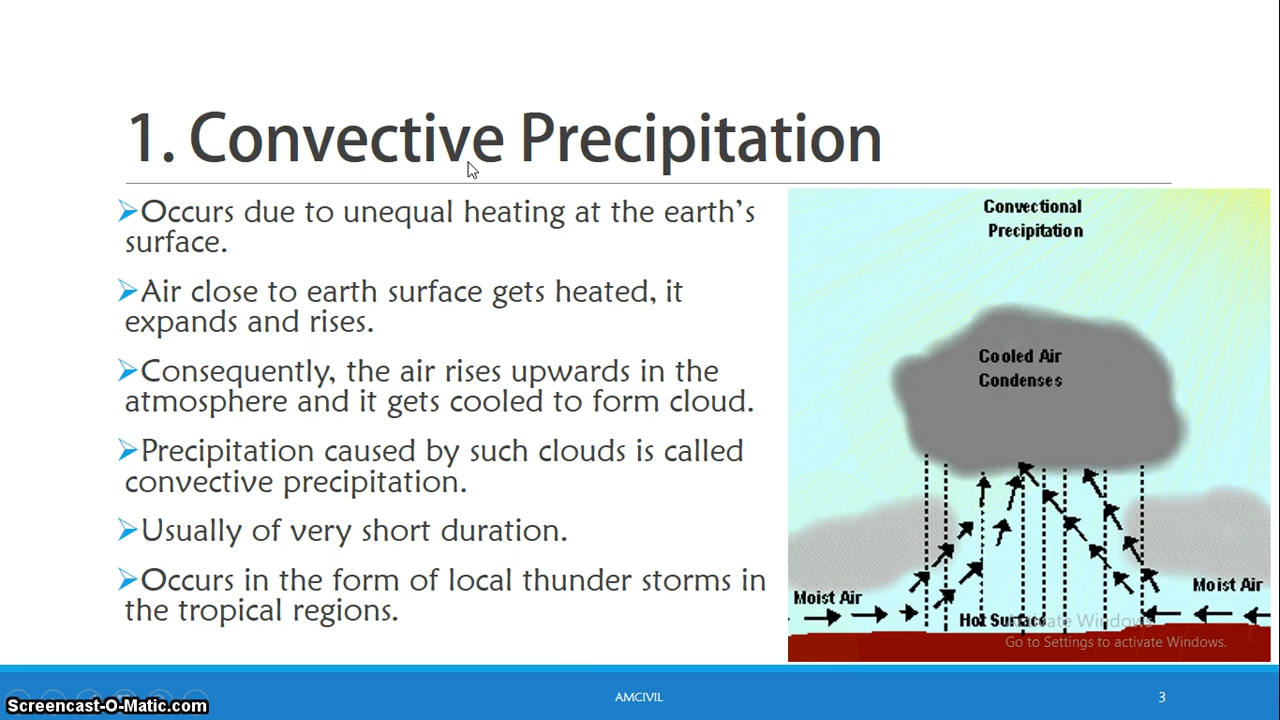 1. Convective Precipitation
Occurs due to unequal heating at the earth's
surface.
Air close to earth surface gets heated, it
expands and rises.
Consequently, the air rises upwards in the
atmosphere and it gets cooled to form cloud.
Precipitation caused by such clouds is called
convective precipitation.
Usually of very short duration.
Occurs in the form of local thunder storms in
the tropical regions.
Convectional
Precipitation
Cooled Air
Condenses
Moist Air
Moist Air
Hot Surface
Activate Windows
Go to Settings to activate Windows.
AMCIVIL
3
Screencast-O-Matic.com